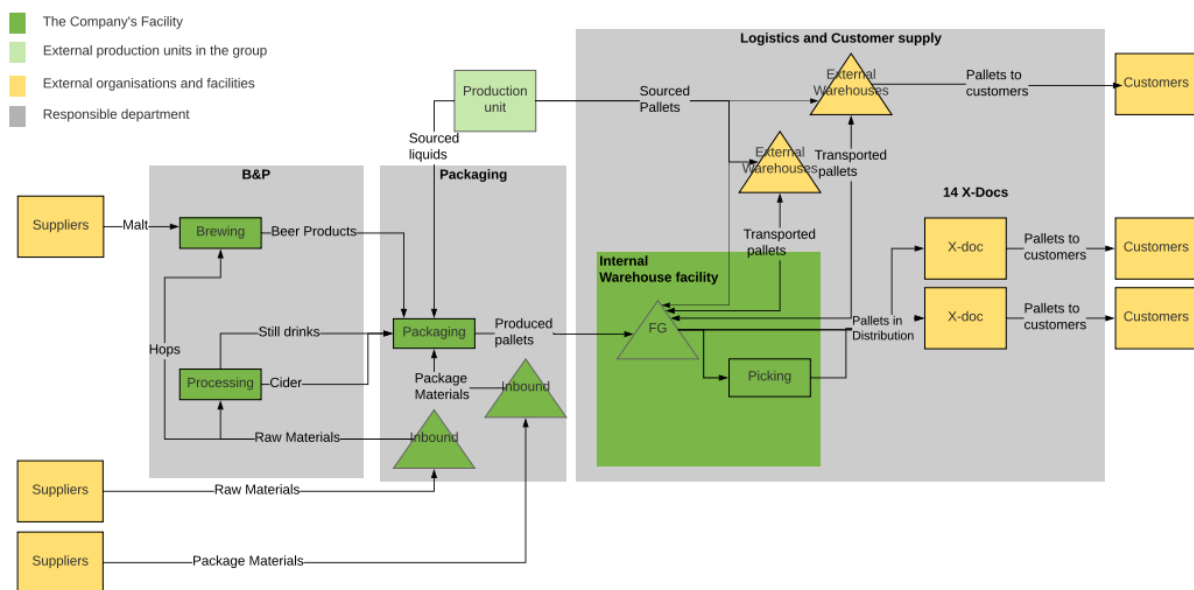 The Company's Facility
External production units in the group
External organisations and facilities
Responsible department
Logistics and Customer supply
External
Warehouses
Pallets to
customers
Customers
Production
unit
Sourced
Pallets
Sourced
liquids
External
Warehouses
Transported
pallets
B&P
Packaging
14 X-Docs
Suppliers
Malt
Brewing
Beer Products
Transported
pallets
X-doc
Pallets to
customers
Customers
Internal
Warehouse facility
Still drinks
Packaging
Produced
pallets
FG
Pallets in
Distribution
X-doc
Pallets to
customers
Customers
Hops
Processing
Cider
Package
Materials
Inbound
Picking
Raw Materials
Inbound
Suppliers
Raw Materials
Suppliers
Package Materials